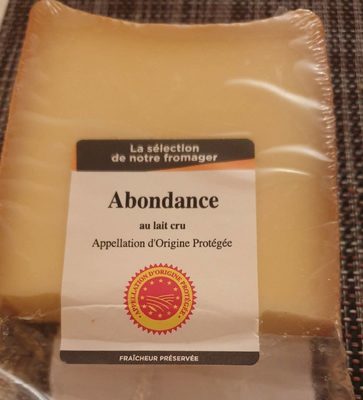 La sélection
de notre fromager
Abondance
au lait cru
Appellation d'Origine Protégée
APPELLATION D'ORIGINE PROTÉGÉE
FRAÎCHEUR PRÉSERVÉE